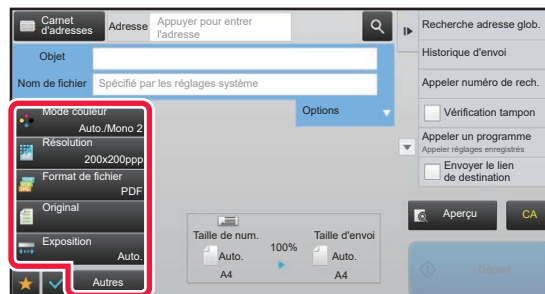 Carnet
d'adresses
Adresse
Appuyer pour entrer
l'adresse
Objet
Nom de fichier
Spécifié par les réglages système
Mode couleur
Auto./Mono 2
Résolution
200x200ppp
Format de
fichier
PDF
Original
Exposition
Auto.
Autres
Options
Taille de num.
100%
Taille d'envoi
Auto.
Auto.
A4
A4
Recherche adresse glob.
Historique d'envoi
Appeler numéro de rech.
Vérification tampon
Appeler un programme
Appeler réglages enregistrés
Envoyer le lien
de destination
Aperçu
CA
Départ